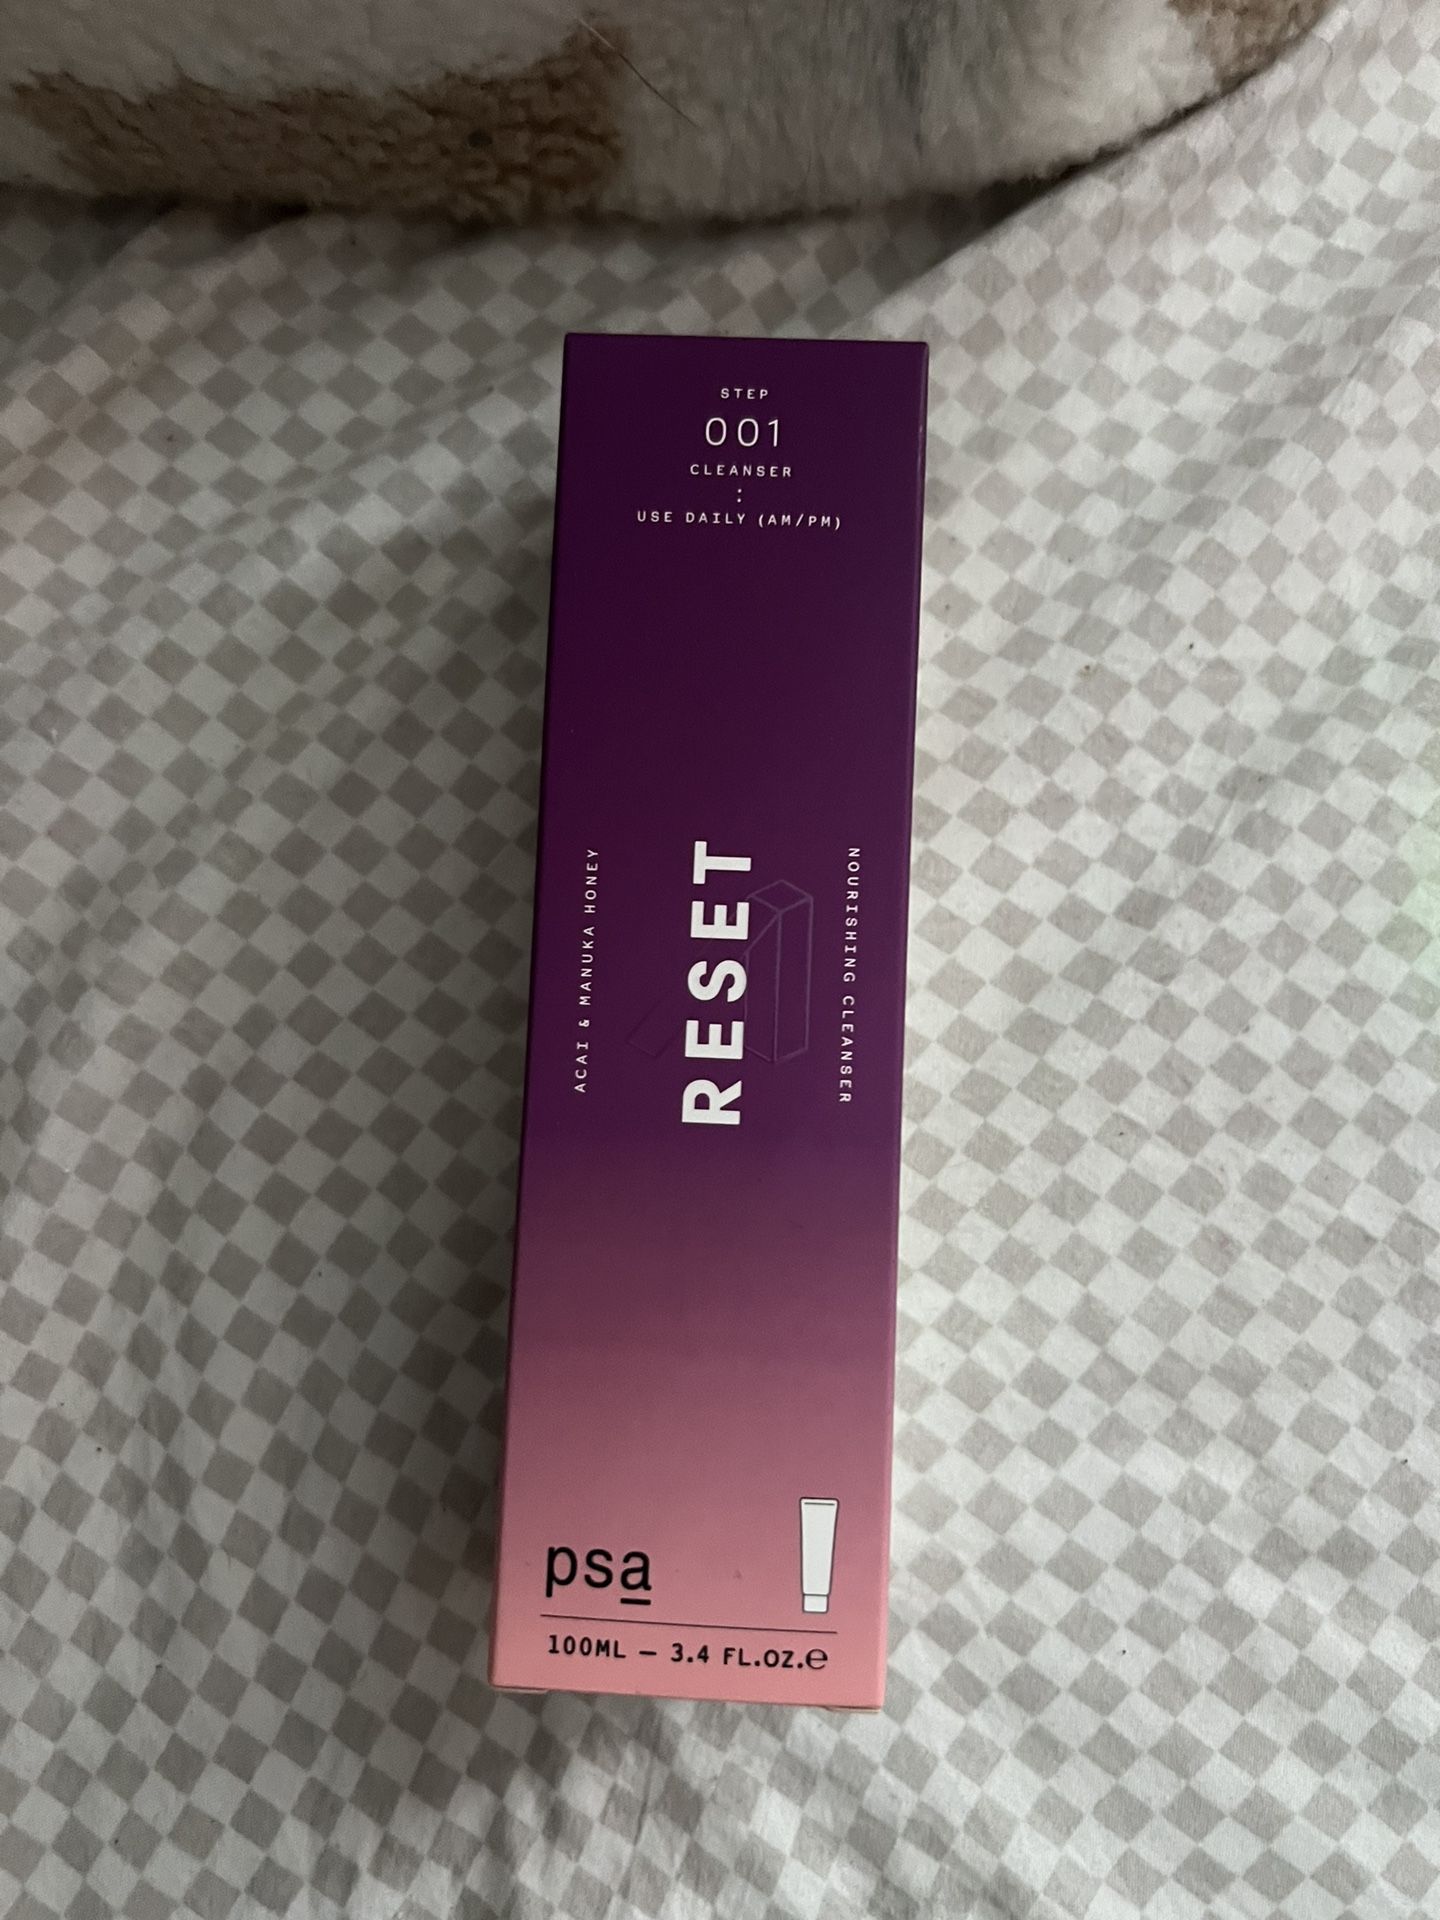 STEP
001
CLEANSER
:
USE DAILY (AM/PM)
ACAI & MANUKA HONEY
RESET
NOURISHING CLEANSER
psa
100ML — 3.4 FL.OZ.℮